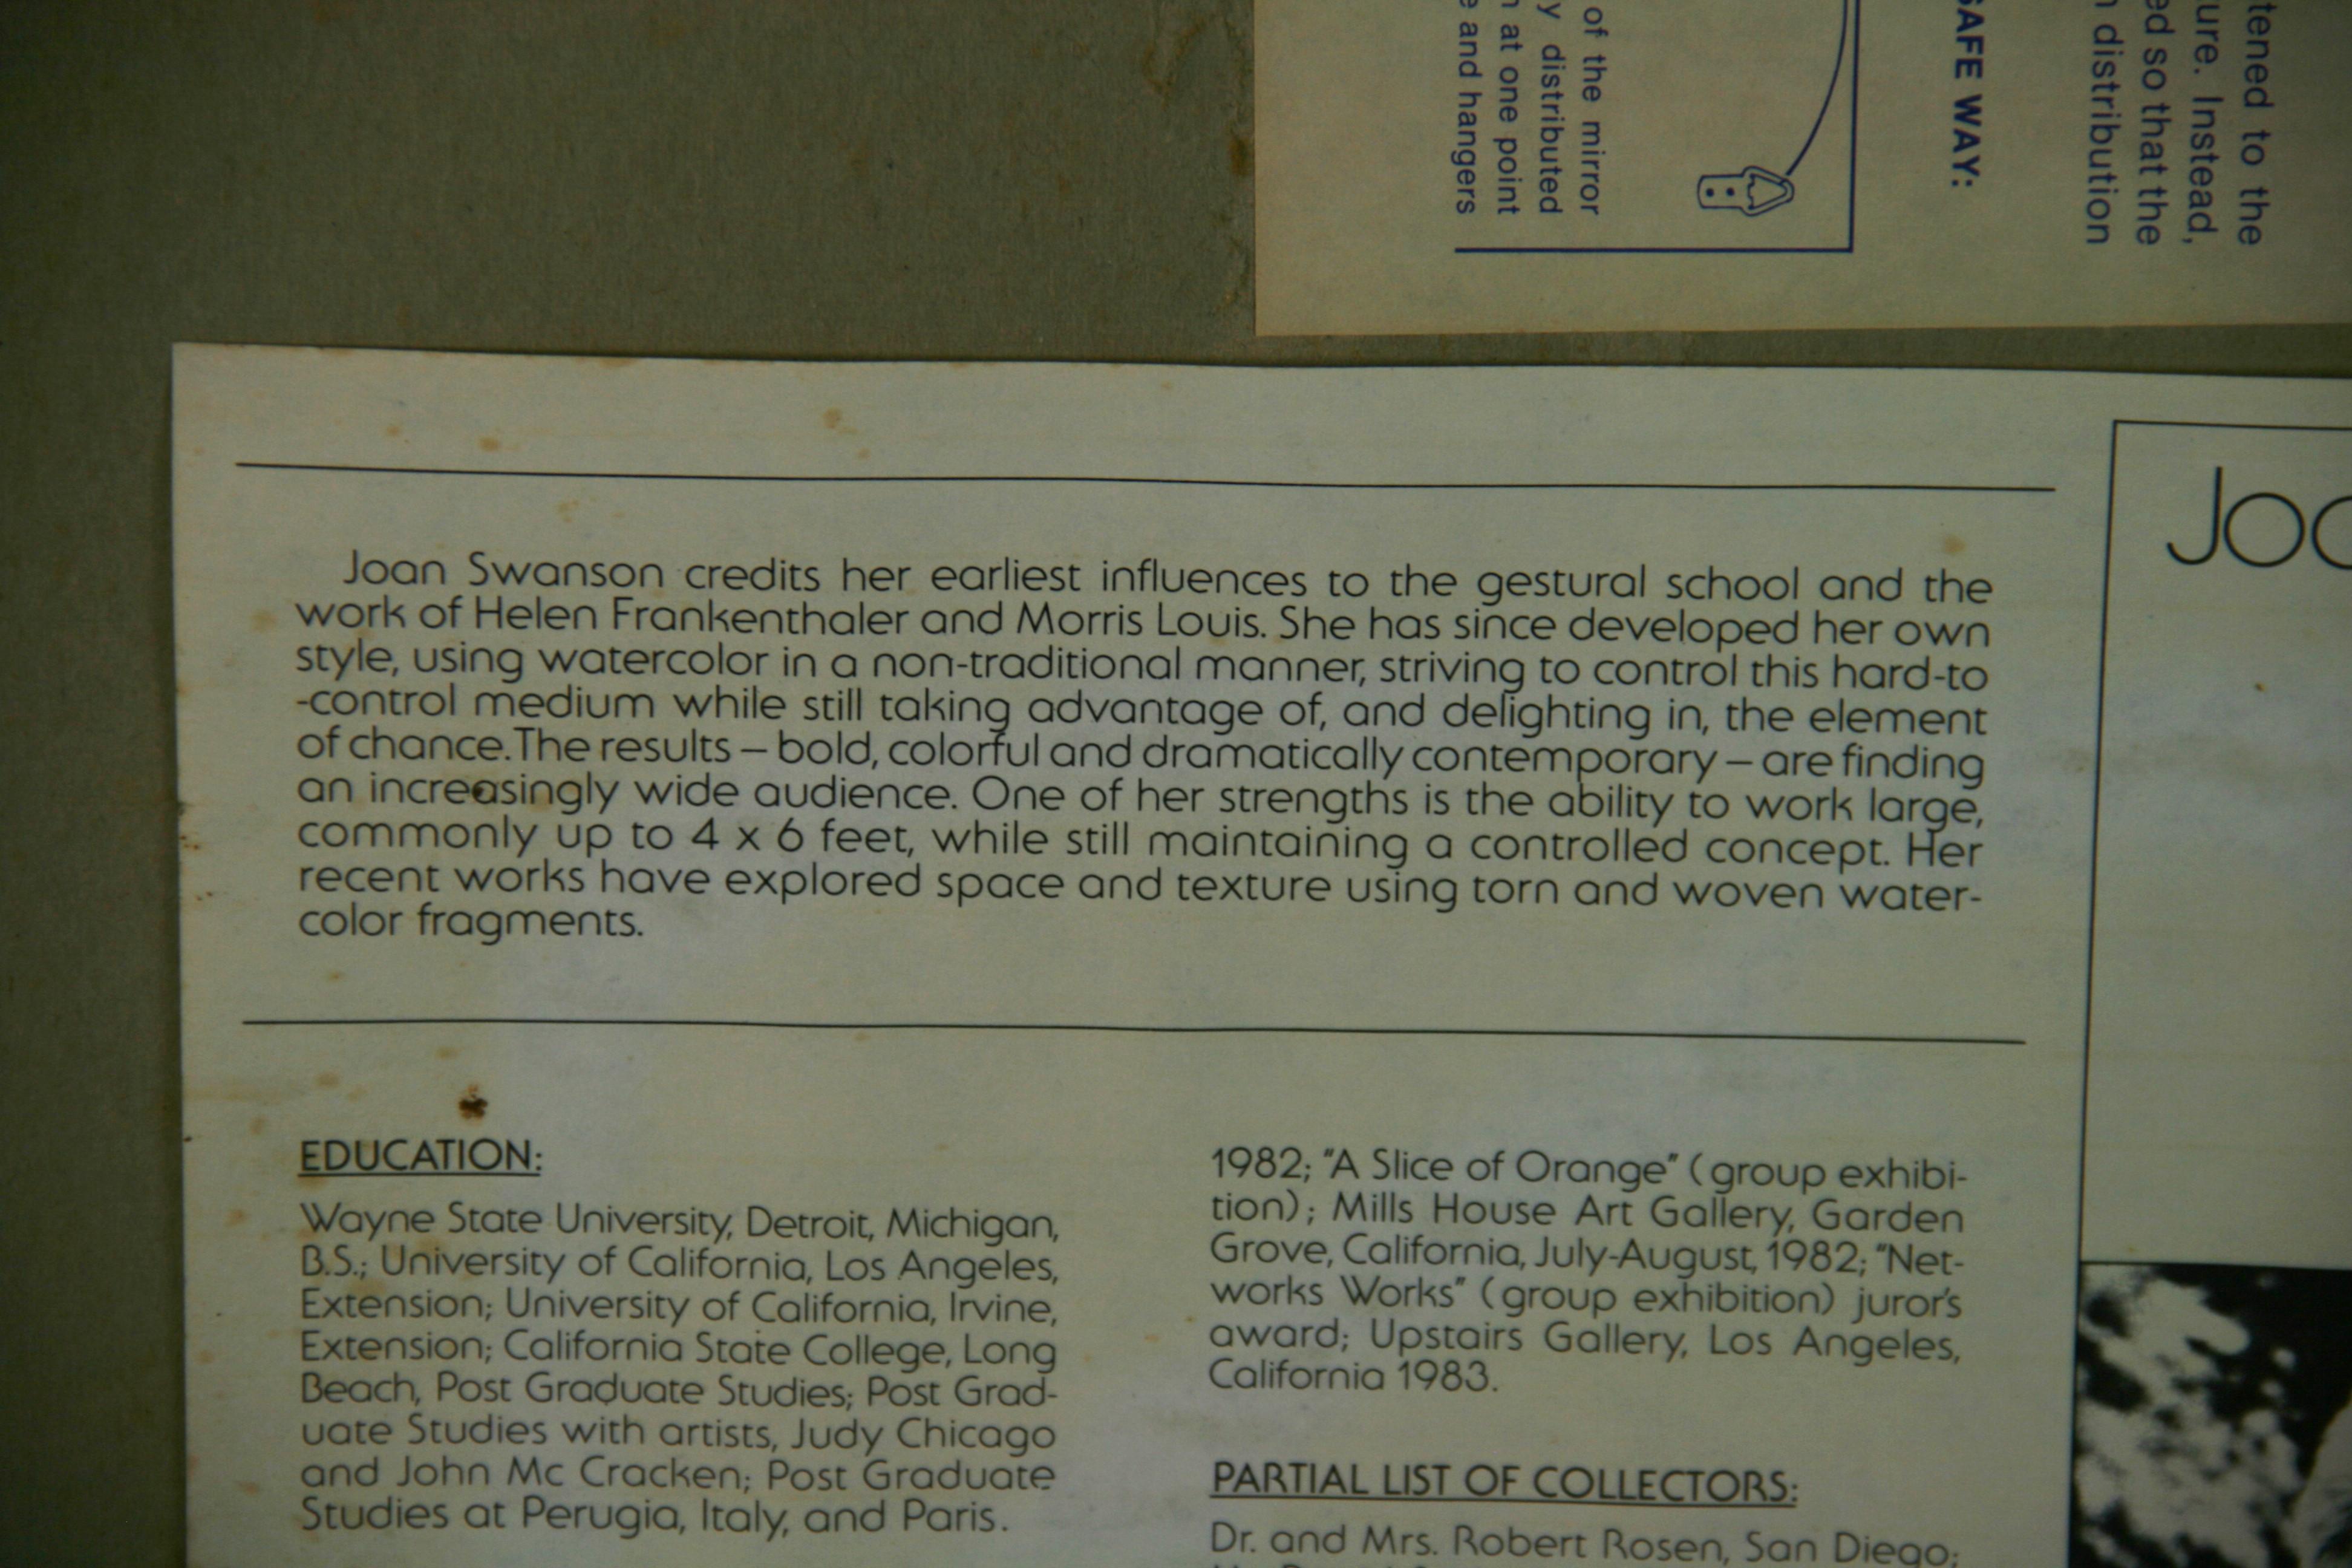 of the mirror
distributed
at one point
and hangers
SAFE WAY:
to the
Instead,
so that the
distribution
Joan Swanson credits her earliest influences to the gestural school and the
work of Helen Frankenthaler and Morris Louis. She has since developed her own
style, using watercolor in a non-traditional manner, striving to control this hard-to
-control medium while still taking advantage of, and delighting in, the element
of chance.The results – bold, colorful and dramatically contemporary – are finding
an increasingly wide audience. One of her strengths is the ability to work large,
commonly up to 4 x 6 feet, while still maintaining a controlled concept. Her
recent works have explored space and texture using torn and woven water-
color fragments.
EDUCATION:
Wayne State University, Detroit, Michigan,
B.S.; University of California, Los Angeles,
Extension; University of California, Irvine,
Extension; California State College, Long
Beach, Post Graduate Studies; Post Grad-
uate Studies with artists, Judy Chicago
and John Mc Cracken; Post Graduate
Studies at Perugia, Italy, and Paris.
1982; "A Slice of Orange" (group exhibi-
tion); Mills House Art Gallery, Garden
Grove, California, July-August, 1982; "Net-
works Works" (group exhibition) juror's
award; Upstairs Gallery, Los Angeles,
California 1983.
PARTIAL LIST OF COLLECTORS:
Dr. and Mrs. Robert Rosen, San Diego;